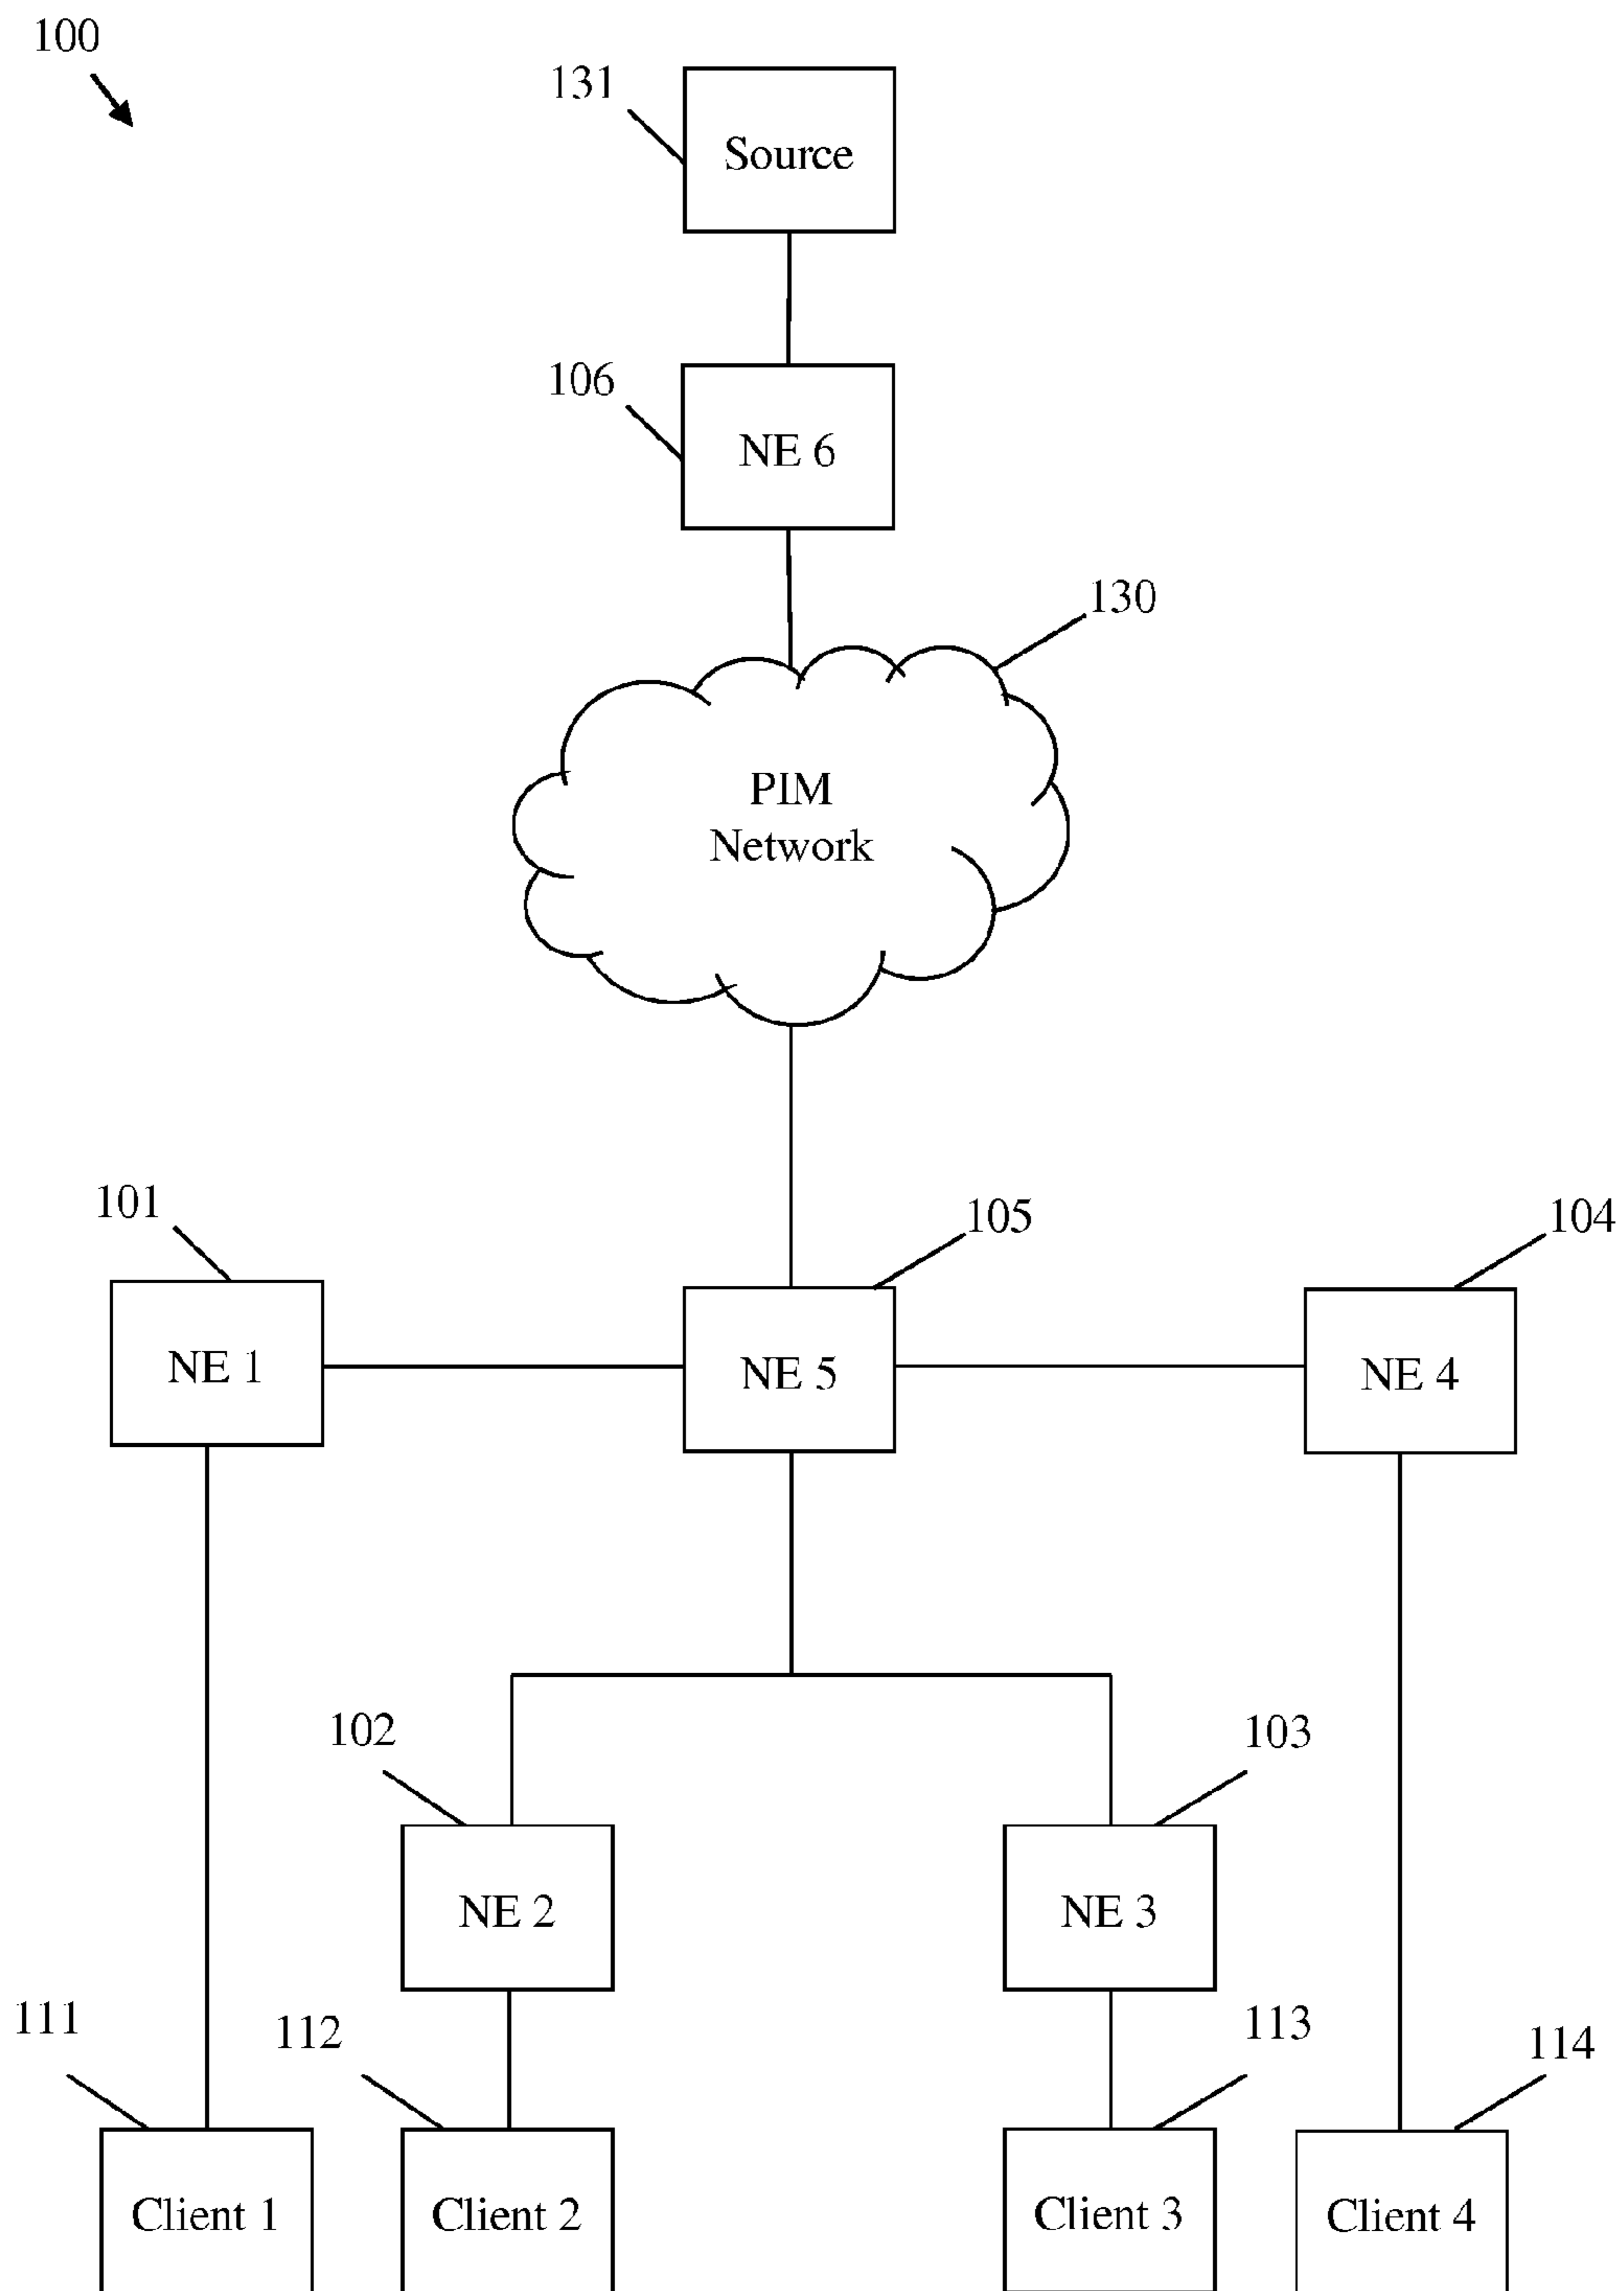 100
131
Source
106
NE 6
130
PIM
Network
101
105
104
NE 1
NE 5
NE 4
102
103
NE 2
NE 3
111
112
113
114
Client 1
Client 2
Client 3
Client 4